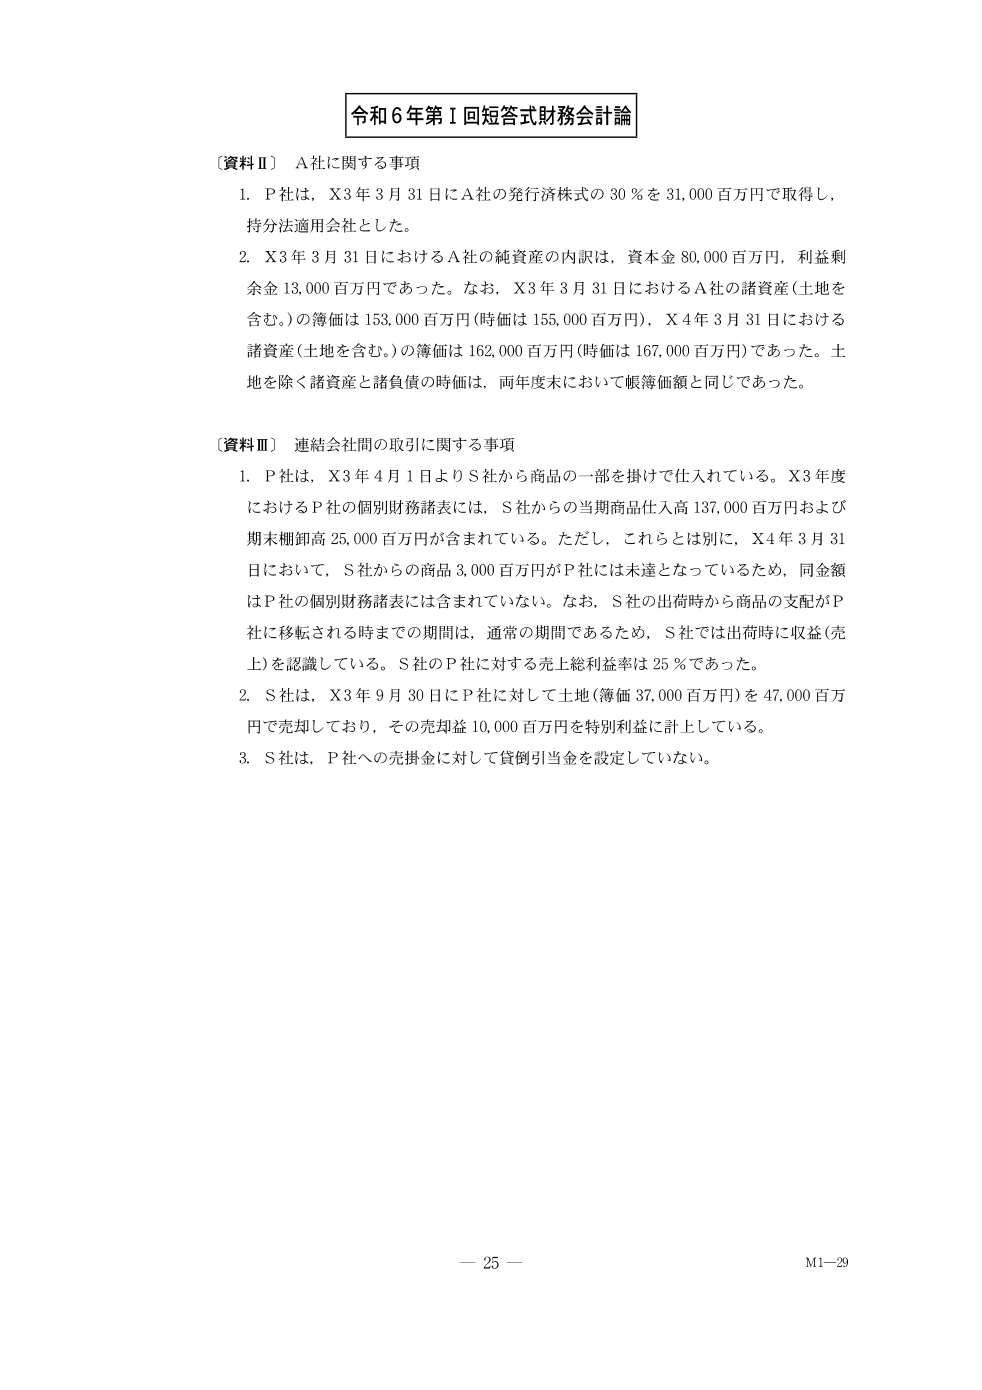 令和6年第Ⅰ回短答式財務会計論
〔資料Ⅱ〕 A社に関する事項
1. P社は，X3年3月31日にA社の発行済株式の30％を31,000百万円で取得し，
持分法適用会社とした。
2. X3年3月31日におけるA社の純資産の内訳は，資本金80,000百万円，利益剰
余金13,000百万円であった。なお，X3年3月31日におけるA社の諸資産(土地を
含む。)の簿価は153,000百万円(時価は155,000百万円)，X4年3月31日における
諸資産(土地を含む。)の簿価は162,000百万円(時価は167,000百万円)であった。土
地を除く諸資産と諸負債の時価は，両年度末において帳簿価額と同じであった。
〔資料Ⅲ〕 連結会社間の取引に関する事項
1. P社は，X3年4月1日よりS社から商品の一部を掛けで仕入れている。X3年度
におけるP社の個別財務諸表には，S社からの当期商品仕入高137,000百万円および
期末棚卸高25,000百万円が含まれている。ただし，これらとは別に，X4年3月31
日において，S社からの商品3,000百万円がP社には未達となっているため，同金額
はP社の個別財務諸表には含まれていない。なお，S社の出荷時から商品の支配がP
社に移転される時までの期間は，通常の期間であるため，S社では出荷時に収益(売
上)を認識している。S社のP社に対する売上総利益率は25％であった。
2. S社は，X3年9月30日にP社に対して土地(簿価37,000百万円)を47,000百万
円で売却しており，その売却益10,000百万円を特別利益に計上している。
3. S社は，P社への売掛金に対して貸倒引当金を設定していない。
— 25 —
M1—29